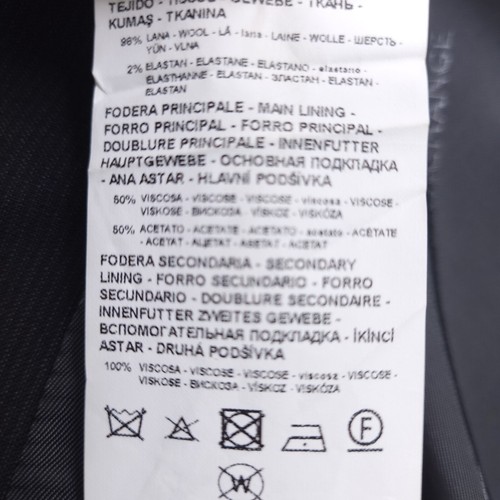 TEJIDO - TISSU - GEWEBE - ТКАНЬ -
KUMAŞ - TKANINA
98% LANA - WOOL - LÃ - lana - LAINE - WOLLE - ШЕРСТЬ -
YÜN - VLNA
2% ELASTAN - ELASTANE - ELASTANO - elastano -
ELASTHANNE - ELASTAN - ЭЛАСТАН - ELASTAN -
ELASTAN
FODERA PRINCIPALE - MAIN LINING -
FORRO PRINCIPAL - FORRO PRINCIPAL -
DOUBLURE PRINCIPALE - INNENFUTTER
HAUPTGEWEBE - ОСНОВНАЯ ПОДКЛАДКА
- ANA ASTAR - HLAVNÍ PODŠÍVKA
50% VISCOSA - VISCOSE - VISCOSE - viscosa - VISCOSE -
VISKOSE - ВИСКОЗА - VİSKOZ - VISKÓZA
50% ACETATO - ACETATE - ACETATO - acetato - ACÉTATE
- ACETAT - АЦЕТАТ - ASETAT - ACETAT
FODERA SECONDARIA - SECONDARY
LINING - FORRO SECUNDARIO - FORRO
SECUNDÁRIO - DOUBLURE SECONDAIRE -
INNENFUTTER ZWEITES GEWEBE -
ВСПОМОГАТЕЛЬНАЯ ПОДКЛАДКА - İKİNCİ
ASTAR - DRUHÁ PODŠÍVKA
100% VISCOSA - VISCOSE - VISCOSE - viscosa - VISCOSE -
VISKOSE - ВИСКОЗА - VİSKOZ - VISKÓZA
F
W